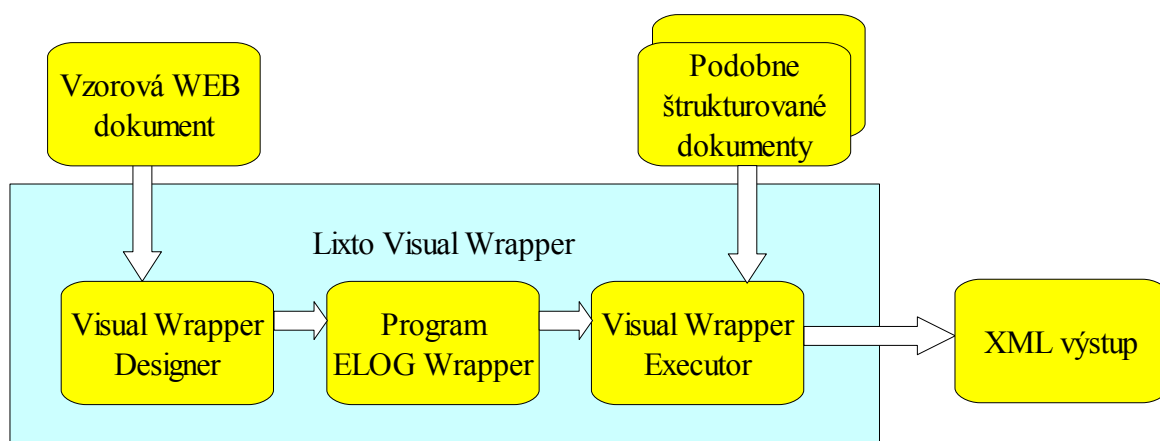 Vzorová WEB
dokument
Podobne
štrukturované
dokumenty
Lixto Visual Wrapper
Visual Wrapper
Designer
Program
ELOG Wrapper
Visual Wrapper
Executor
XML výstup